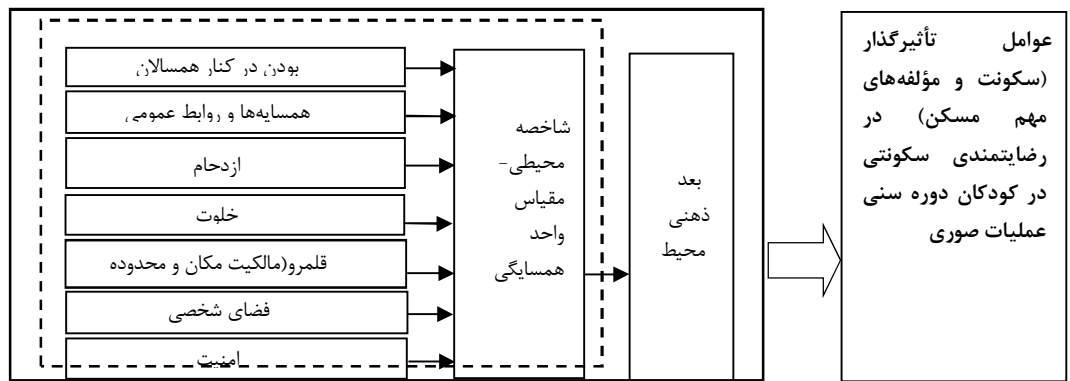 بودن در کنار همسالان
همسایه‌ها و روابط عمومی
ازدحام
خلوت
قلمرو(مالکیت مکان و محدوده
فضای شخصی
امنیت
شاخصه
محیطی-
مقیاس
واحد
همسایگی
بعد
ذهنی
محیط
عوامل تأثیرگذار
(سکونت و مؤلفه‌های
مهم مسکن) در
رضایتمندی سکونتی
در کودکان دوره سنی
عملیات صوری